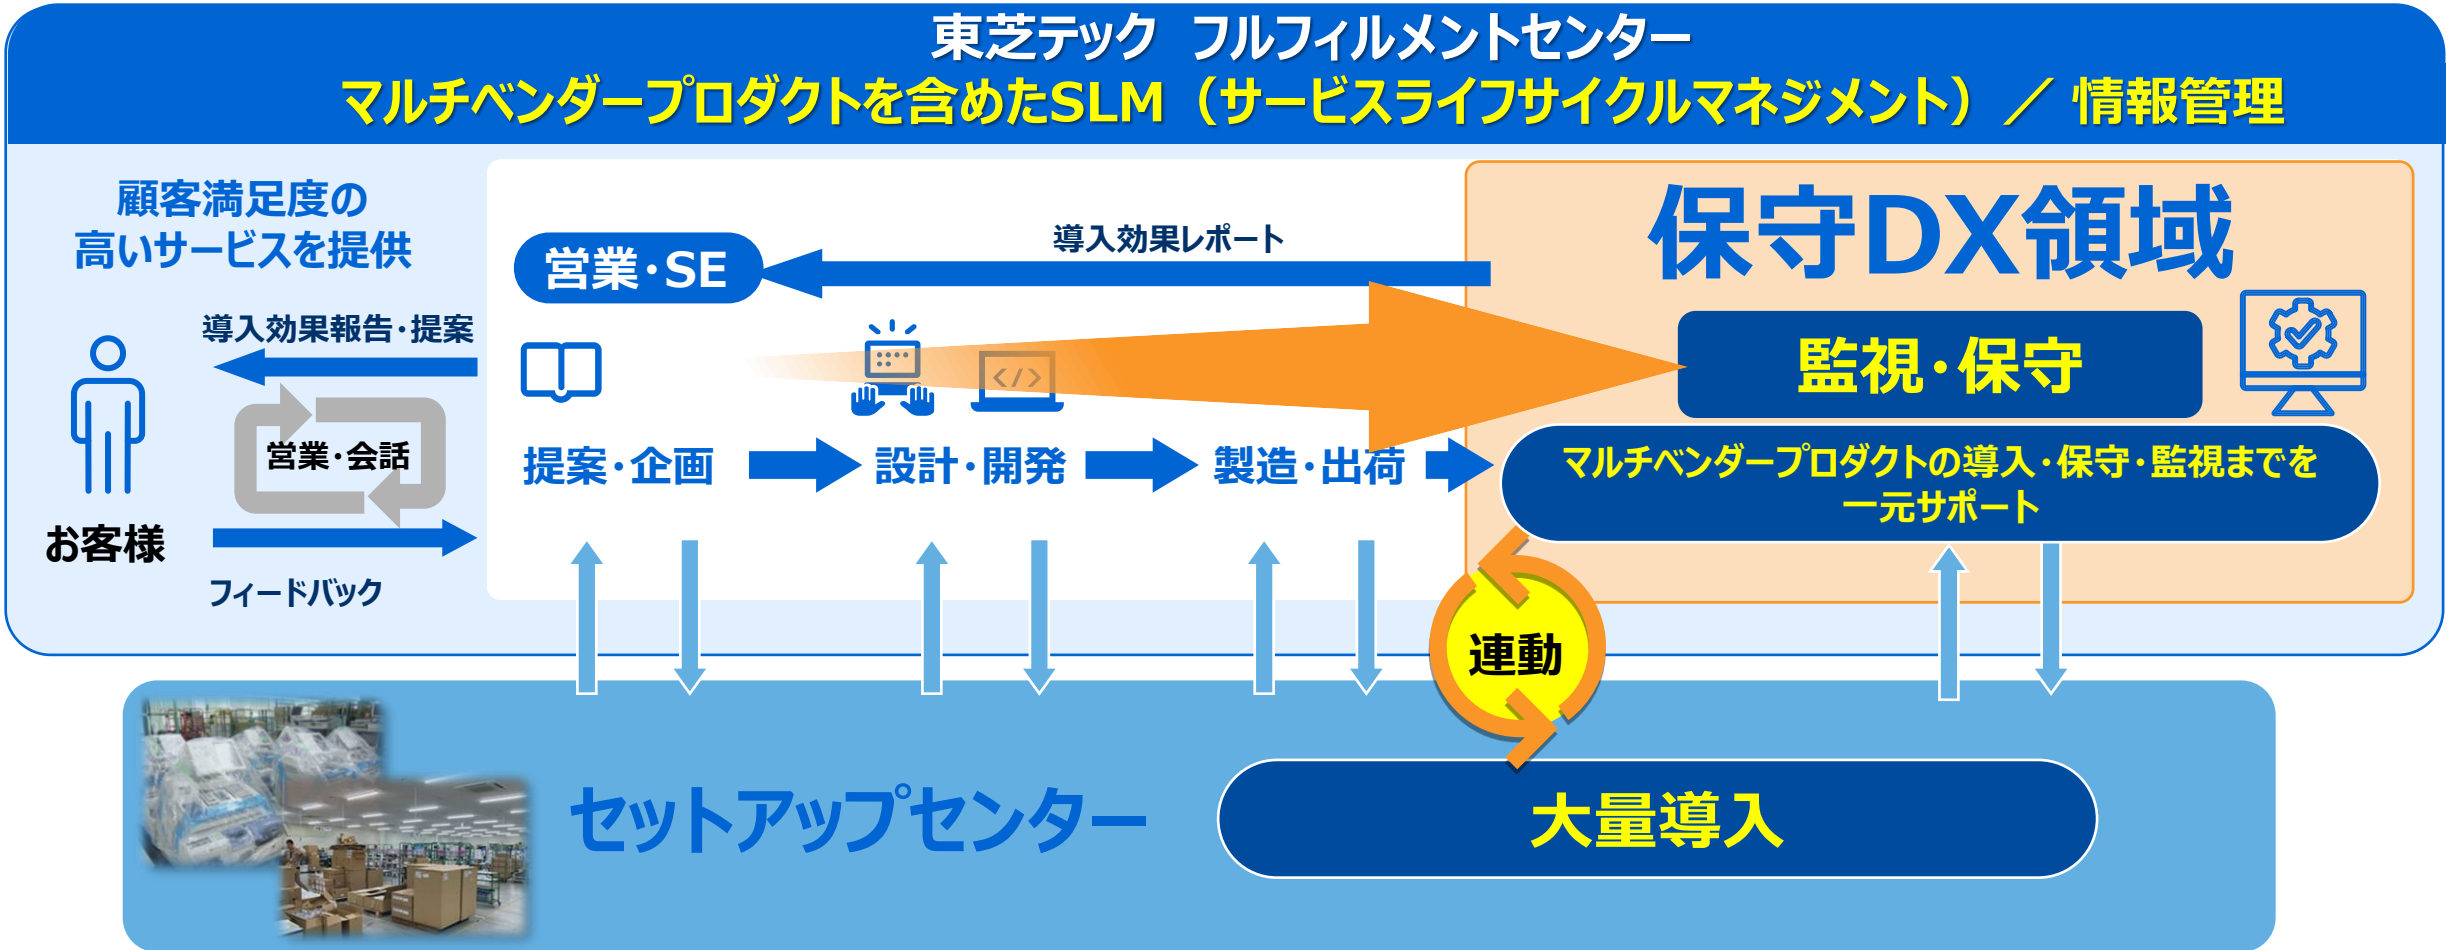 東芝テック フルフィルメントセンター
マルチベンダープロダクトを含めたSLM（サービスライフサイクルマネジメント）／ 情報管理
顧客満足度の
高いサービスを提供
導入効果報告・提案
営業・会話
お客様
フィードバック
営業・SE
導入効果レポート
提案・企画
設計・開発
製造・出荷
保守DX領域
監視・保守
マルチベンダープロダクトの導入・保守・監視までを
一元サポート
連動
セットアップセンター
大量導入